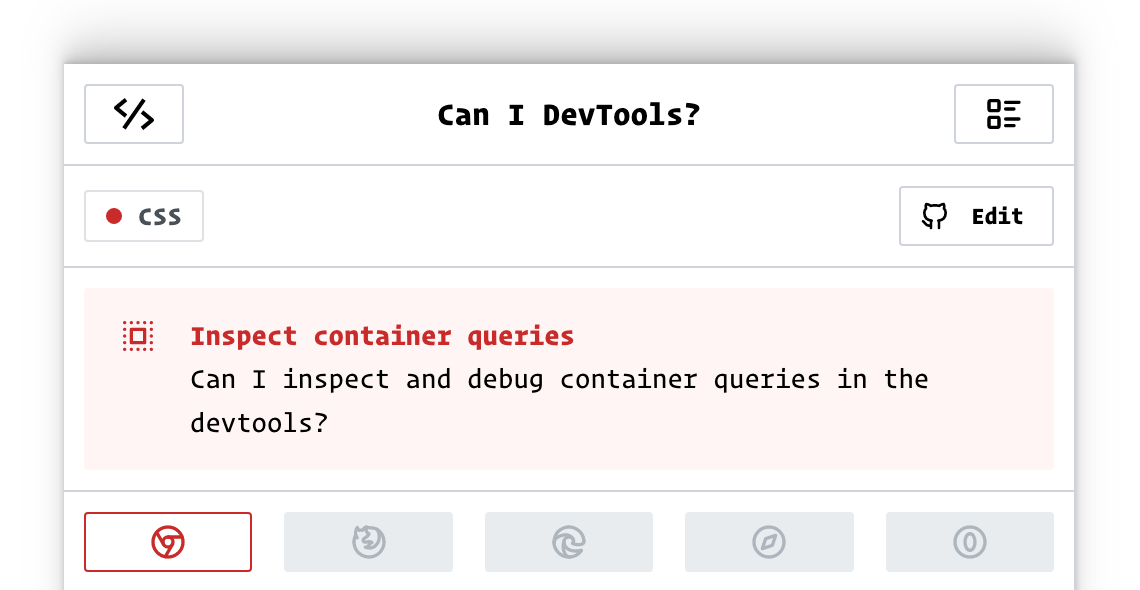 Can I DevTools?
CSS
Edit
Inspect container queries
Can I inspect and debug container queries in the
devtools?